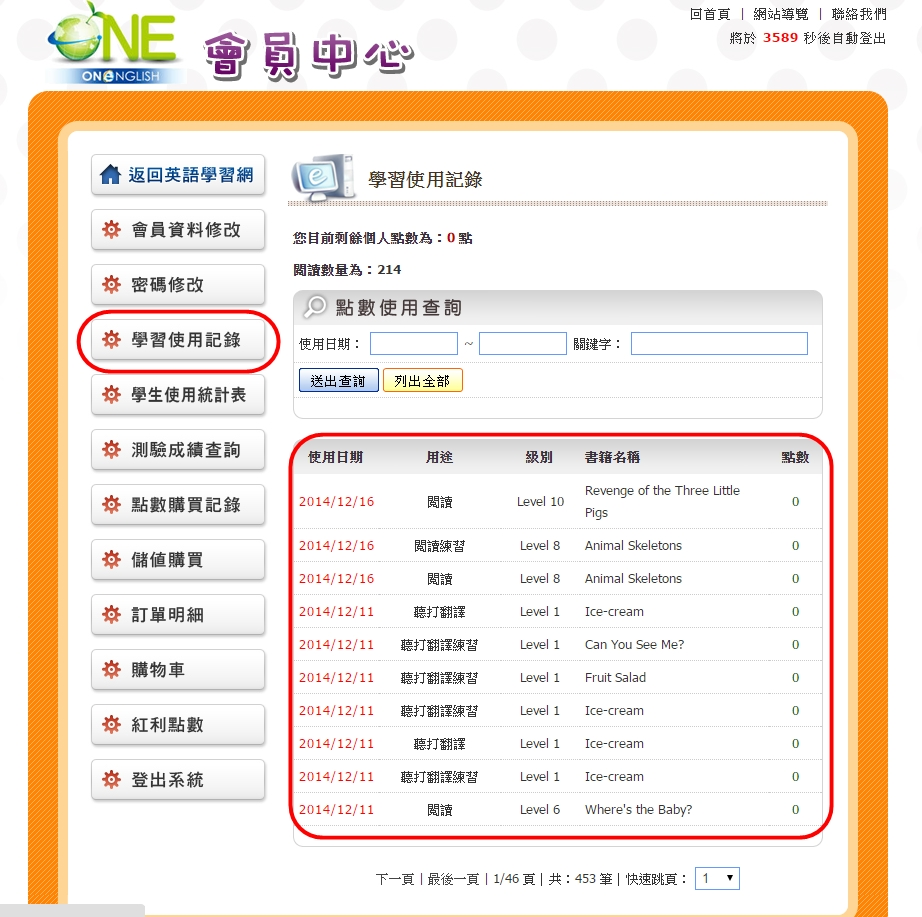 ONE
ONENGLISH
會員中心
回首頁 | 網站導覽 | 聯絡我們
將於 3589 秒後自動登出
返回英語學習網
會員資料修改
密碼修改
學習使用記錄
學生使用統計表
測驗成績查詢
點數購買記錄
儲值購買
訂單明細
購物車
紅利點數
登出系統
學習使用記錄
您目前剩餘個人點數為：0 點
閱讀數量為：214
點數使用查詢
使用日期： ~ 關鍵字：
送出查詢 列出全部
使用日期 用途 級別 書籍名稱 點數
2014/12/16 閱讀 Level 10 Revenge of the Three Little 0
Pigs
2014/12/16 閱讀練習 Level 8 Animal Skeletons 0
2014/12/16 閱讀 Level 8 Animal Skeletons 0
2014/12/11 聽打翻譯 Level 1 Ice-cream 0
2014/12/11 聽打翻譯練習 Level 1 Can You See Me? 0
2014/12/11 聽打翻譯練習 Level 1 Fruit Salad 0
2014/12/11 聽打翻譯練習 Level 1 Ice-cream 0
2014/12/11 聽打翻譯 Level 1 Ice-cream 0
2014/12/11 聽打翻譯練習 Level 1 Ice-cream 0
2014/12/11 閱讀 Level 6 Where's the Baby? 0
下一頁 | 最後一頁 | 1/46 頁 | 共：453 筆 | 快速跳頁： 1